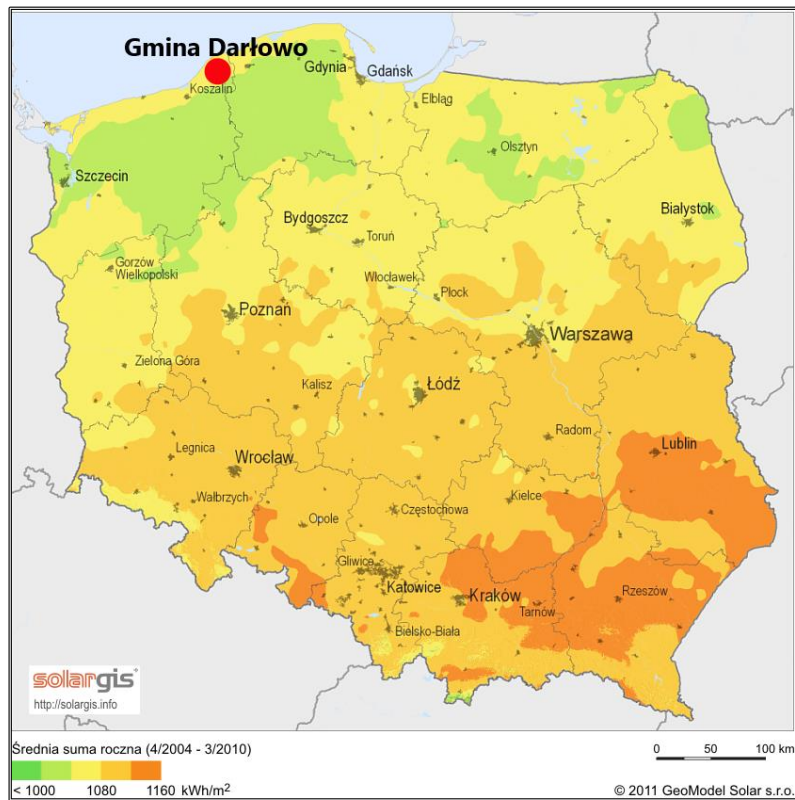 Gmina Darłowo
Gdynia
Gdańsk
Koszalin
Elbląg
Olsztyn
Szczecin
Białystok
Bydgoszcz
Toruń
Gorzów
Wielkopolski
Włocławek
Płock
Poznań
Warszawa
Zielona Góra
Kalisz
Łódź
Radom
Lublin
Legnica
Wrocław
Wałbrzych
Kielce
Opole
Częstochowa
Gliwice
Katowice
Kraków
Tarnów
Rzeszów
Bielsko-Biała
solargis
http://solargis.info
Średnia suma roczna (4/2004 - 3/2010)
0 50 100 km
< 1000 1080 1160 kWh/m²
© 2011 GeoModel Solar s.r.o.